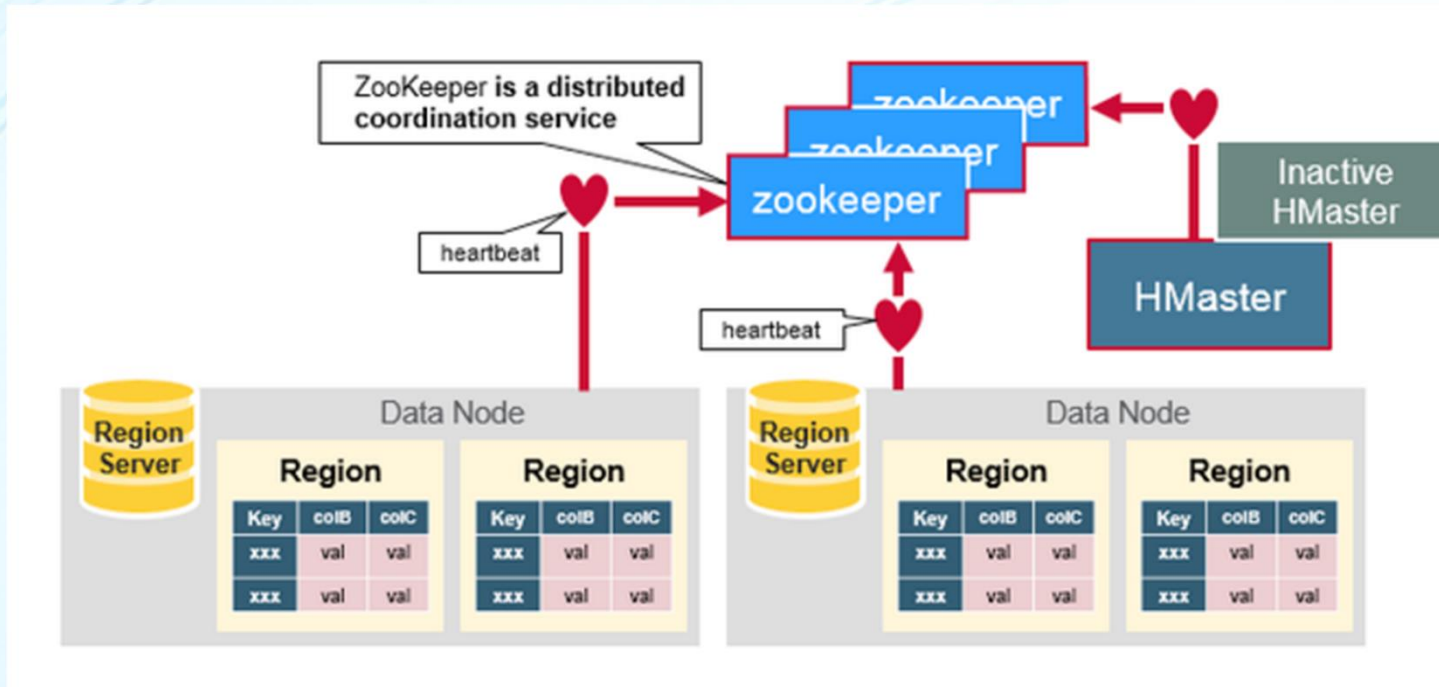 ZooKeeper is a distributed
coordination service
zookeeper
zookeeper
zookeeper
Inactive
HMaster
HMaster
heartbeat
heartbeat
Data Node
Region
Server
Region
Key colB colC
xxx val val
xxx val val
Region
Key colB colC
xxx val val
xxx val val
Data Node
Region
Server
Region
Key colB colC
xxx val val
xxx val val
Region
Key colB colC
xxx val val
xxx val val